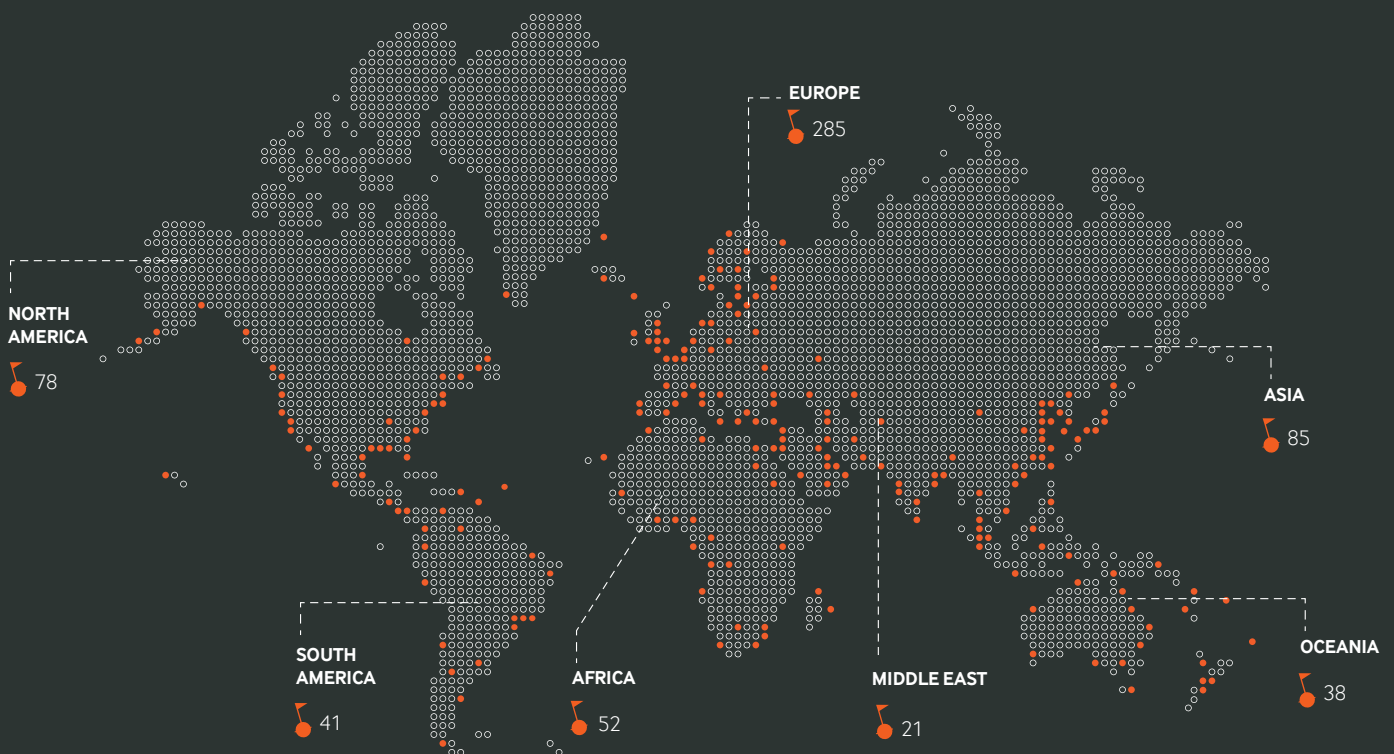 EUROPE
285
NORTH
AMERICA
78
ASIA
85
SOUTH
AMERICA
41
AFRICA
52
MIDDLE EAST
21
OCEANIA
38